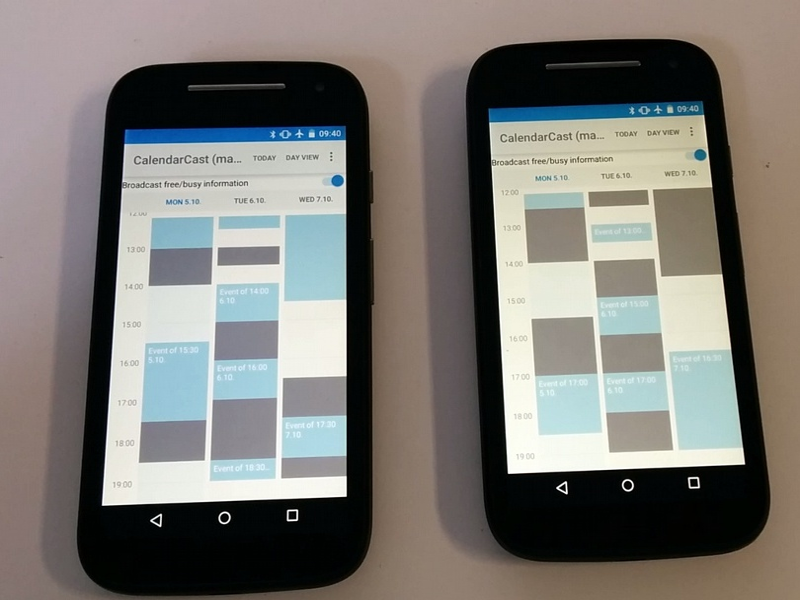 09:40
CalendarCast (ma... TODAY DAY VIEW
Broadcast free/busy information
MON 5.10. TUE 6.10. WED 7.10.
12:00
13:00
14:00
15:00
16:00
17:00
18:00
19:00
Event of 14:00
6.10.
Event of 15:30
5.10.
Event of 16:00
6.10.
Event of 17:30
7.10.
Event of 18:30...
09:40
CalendarCast (ma... TODAY DAY VIEW
Broadcast free/busy information
MON 5.10. TUE 6.10. WED 7.10.
12:00
13:00
14:00
15:00
16:00
17:00
18:00
19:00
Event of 13:00...
Event of 15:00
6.10.
Event of 16:30
7.10.
Event of 17:00
5.10.
Event of 17:00
6.10.